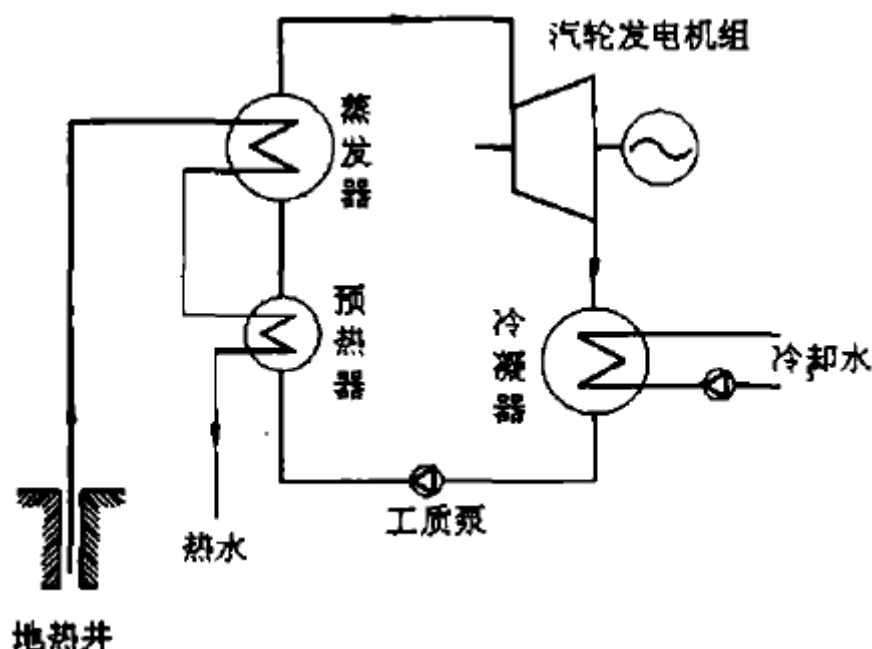 汽轮发电机组
蒸发器
预热器
冷凝器
冷却水
工质泵
热水
地热井